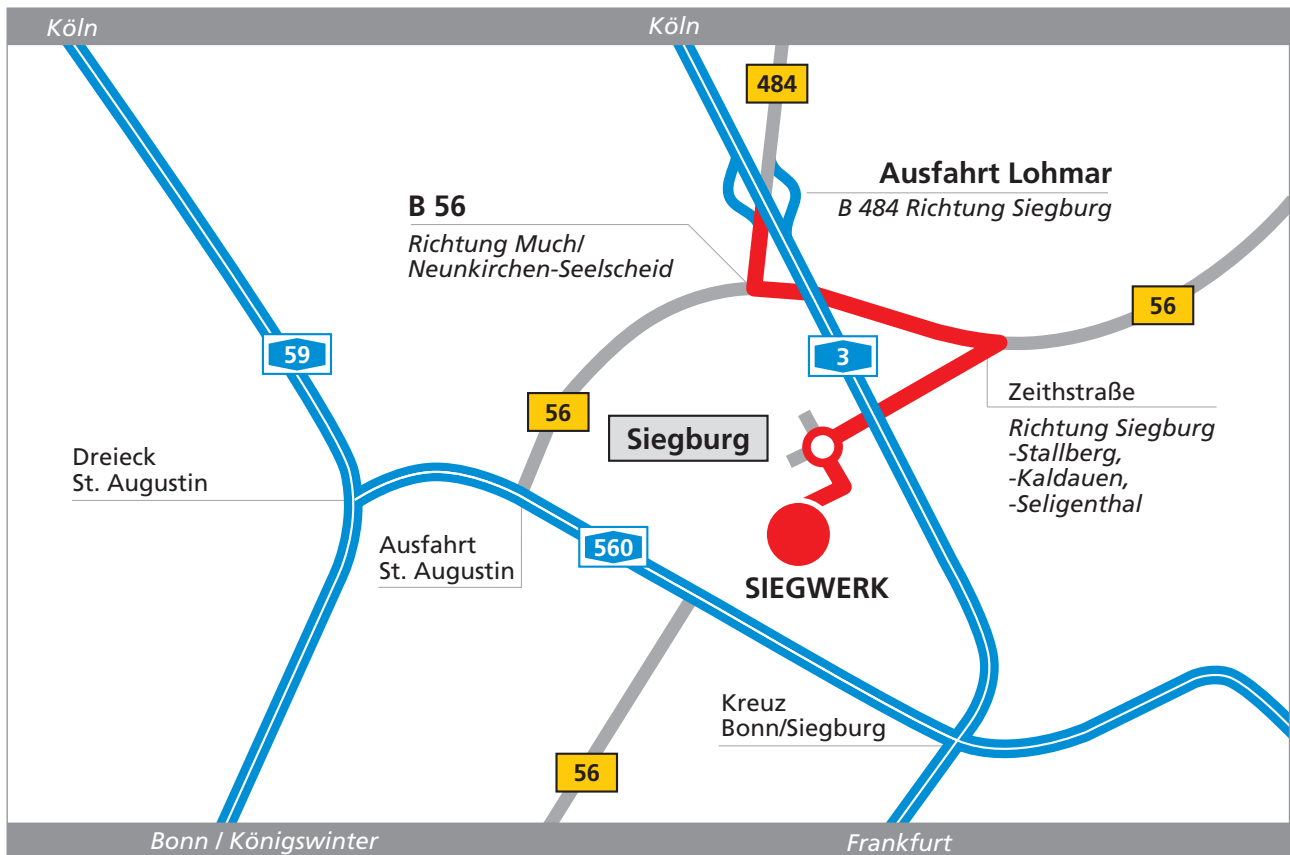 Köln
Köln
484
Ausfahrt Lohmar
B 484 Richtung Siegburg
B 56
Richtung Much/
Neunkirchen-Seelscheid
56
59
3
56
Siegburg
Zeithstraße
Richtung Siegburg
-Stallberg,
-Kaldauen,
-Seligenthal
Dreieck
St. Augustin
Ausfahrt
St. Augustin
560
SIEGWERK
Kreuz
Bonn/Siegburg
56
Bonn / Königswinter
Frankfurt